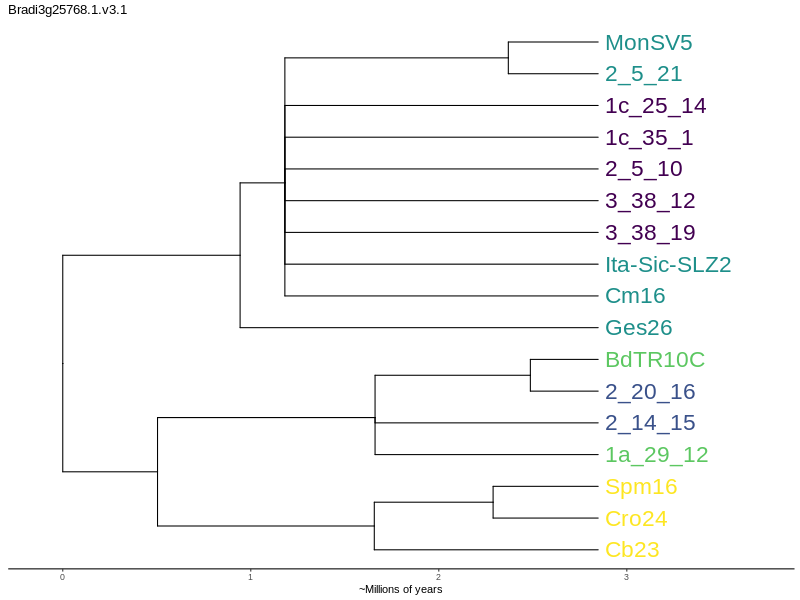 Bradi3g25768.1.v3.1
MonSV5
2_5_21
1c_25_14
1c_35_1
2_5_10
3_38_12
3_38_19
Ita-Sic-SLZ2
Cm16
Ges26
BdTR10C
2_20_16
2_14_15
1a_29_12
Spm16
Cro24
Cb23
0 1 2 3
~Millions of years